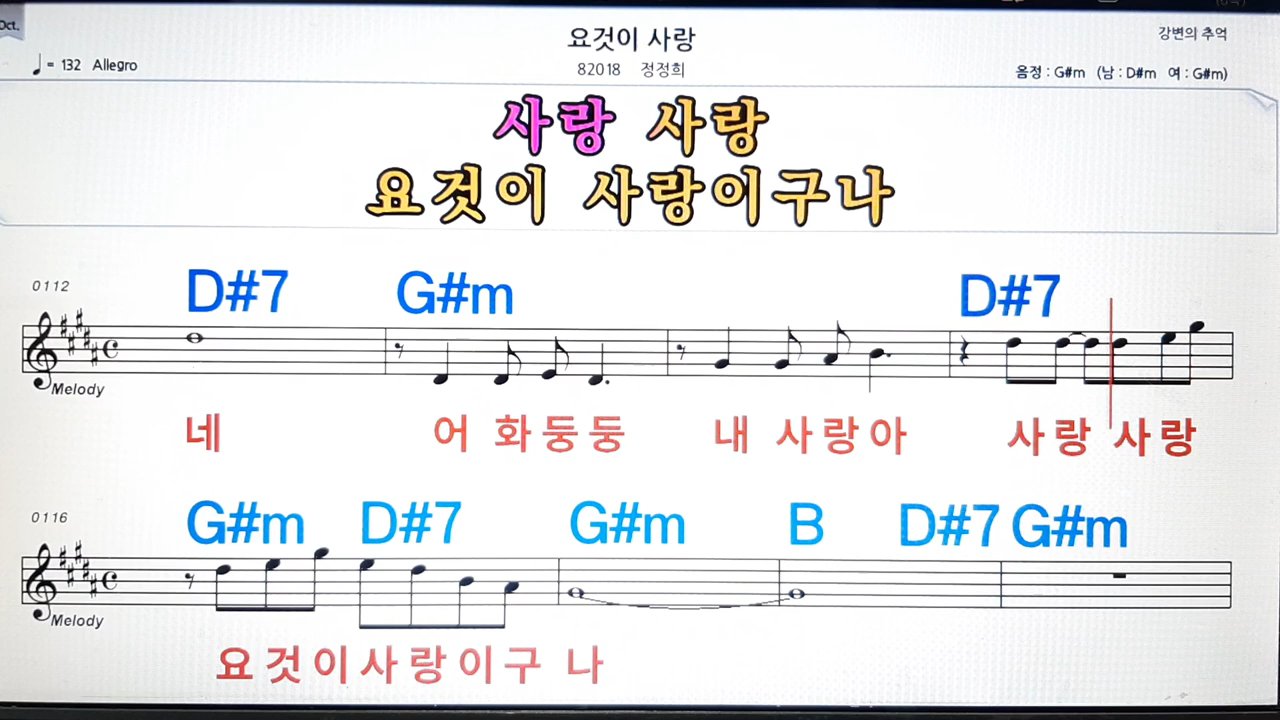 Oct.
요것이 사랑
강변의 추억
♩= 132 Allegro
82018 정정희
음정 : G#m (남 : D#m 여 : G#m)
사랑 사랑
요것이 사랑이구나
0112
D#7 G#m D#7
Melody
네 어 화 둥 둥 내 사 랑 아 사 랑 사 랑
0116
G#m D#7 G#m B D#7 G#m
Melody
요 것 이 사 랑 이 구 나